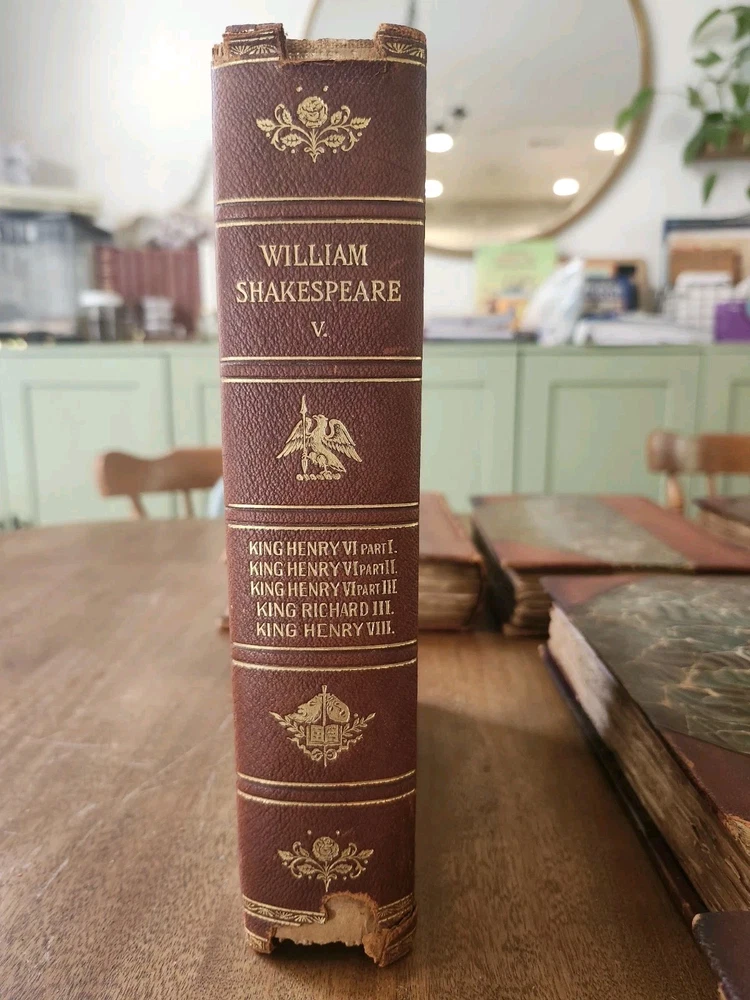 WILLIAM
SHAKESPEARE
V.
KING HENRY VI PART I.
KING HENRY VI PART II.
KING HENRY VI PART III
KING RICHARD III.
KING HENRY VIII.